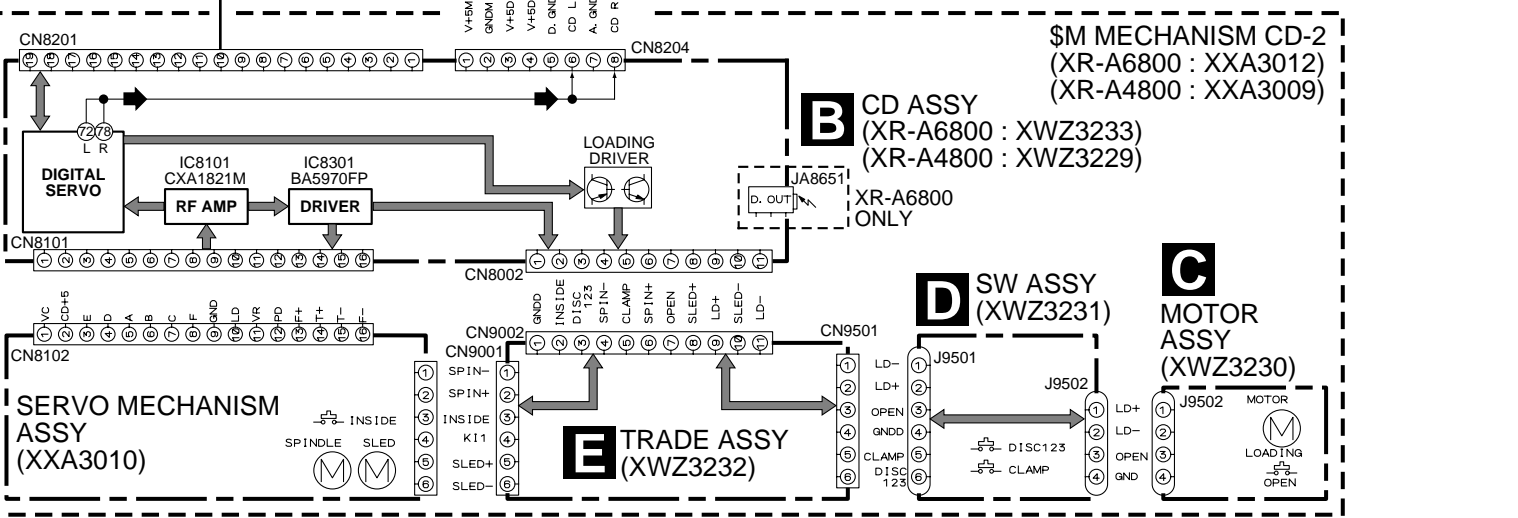 V+5M
GNDM
V+5D
V+5D
CD L
CD R
CN8201
19 18 17 16 15 14 13 12 11 10 9 8 7 6 5 4 3 2 1
1 2 3 4 5 6 7 8
CN8204
$M MECHANISM CD-2
(XR-A6800 : XXA3012)
(XR-A4800 : XXA3009)
B
CD ASSY
(XR-A6800 : XWZ3233)
(XR-A4800 : XWZ3229)
72 78
L R
DIGITAL
SERVO
IC8101
CXA1821M
RF AMP
IC8301
BA5970FP
DRIVER
LOADING
DRIVER
JA8651
D. OUT
XR-A6800
ONLY
CN8101
1 2 3 4 5 6 7 8 9 10 11 12 13 14 15 16
CN8002
1 2 3 4 5 6 7 8 9 10 11
VC
CD+5
E
D
A
B
C
F
GND
LD
VR
PD
F+
T+
T-
F-
1 2 3 4 5 6 7 8 9 10 11 12 13 14 15 16
CN8102
GNDD
INSIDE
DISC
123
SPIN-
CLAMP
SPIN+
OPEN
SLED+
LD+
SLED-
LD-
CN9002
1 2 3 4 5 6 7 8 9 10 11
SERVO MECHANISM
ASSY
(XXA3010)
INSIDE
SPINDLE SLED
M M
CN9001
1 SPIN- 1
2 SPIN+ 2
3 INSIDE 3
4 KI1 4
5 SLED+ 5
6 SLED- 6
E
TRADE ASSY
(XWZ3232)
CN9501
1 LD- 1
2 LD+ 2
3 OPEN 3
4 GNDD 4
5 CLAMP 5
6 DISC 6
123
D
SW ASSY
(XWZ3231)
J9501
J9502
DISC123
CLAMP
1 LD+ 1
2 LD- 2
3 OPEN 3
4 GND 4
C
MOTOR
ASSY
(XWZ3230)
J9502
MOTOR
M
LOADING
OPEN